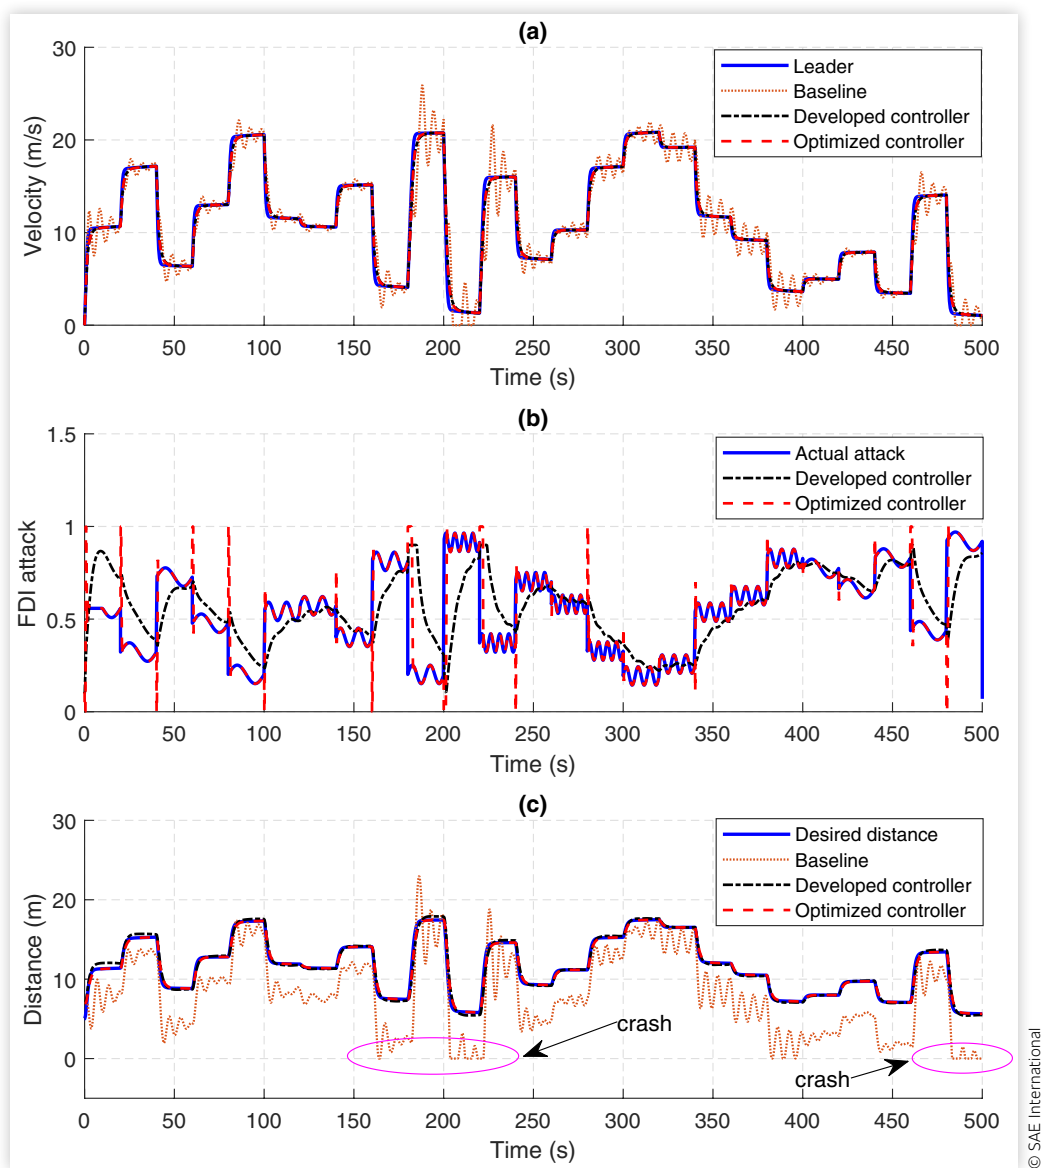 (a)
30
20
10
0
Velocity (m/s)
Leader
Baseline
Developed controller
Optimized controller
0 50 100 150 200 250 300 350 400 450 500
Time (s)
(b)
1.5
1
0.5
0
FDI attack
Actual attack
Developed controller
Optimized controller
0 50 100 150 200 250 300 350 400 450 500
Time (s)
(c)
30
20
10
0
Distance (m)
Desired distance
Baseline
Developed controller
Optimized controller
crash
crash
0 50 100 150 200 250 300 350 400 450 500
Time (s)
© SAE International